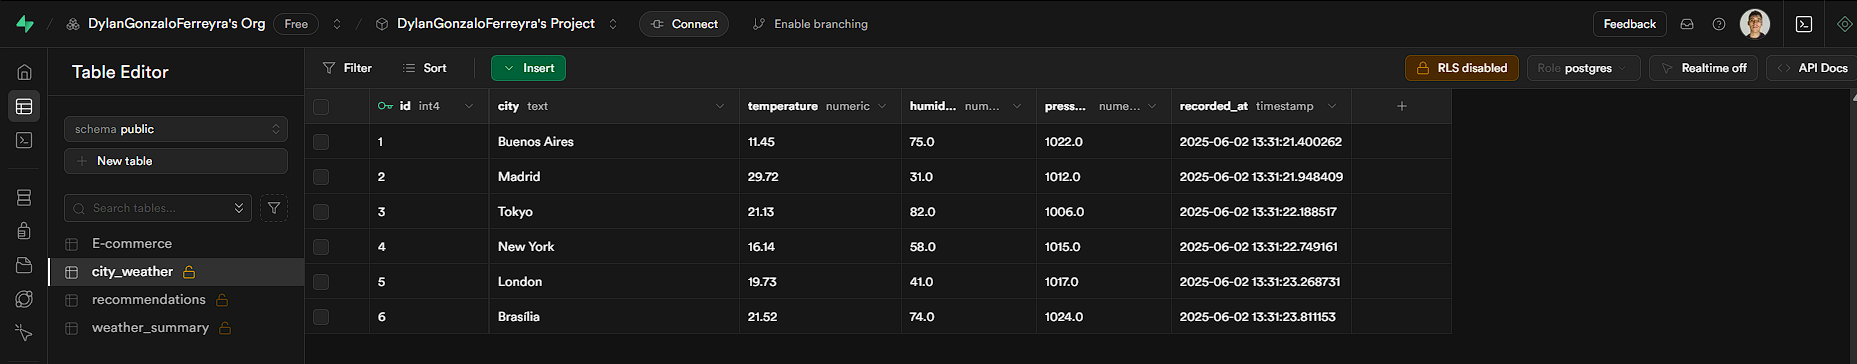 DylanGonzaloFerreyra's Org Free DylanGonzaloFerreyra's Project Connect Enable branching Feedback
Table Editor
schema public
New table
Search tables...
E-commerce
city_weather
recommendations
weather_summary
Filter Sort Insert RLS disabled Role postgres Realtime off API Docs
id int4 city text temperature numeric humid... num... press... nume... recorded_at timestamp
1 Buenos Aires 11.45 75.0 1022.0 2025-06-02 13:31:21.400262
2 Madrid 29.72 31.0 1012.0 2025-06-02 13:31:21.948409
3 Tokyo 21.13 82.0 1006.0 2025-06-02 13:31:22.188517
4 New York 16.14 58.0 1015.0 2025-06-02 13:31:22.749161
5 London 19.73 41.0 1017.0 2025-06-02 13:31:23.268731
6 Brasília 21.52 74.0 1024.0 2025-06-02 13:31:23.811153